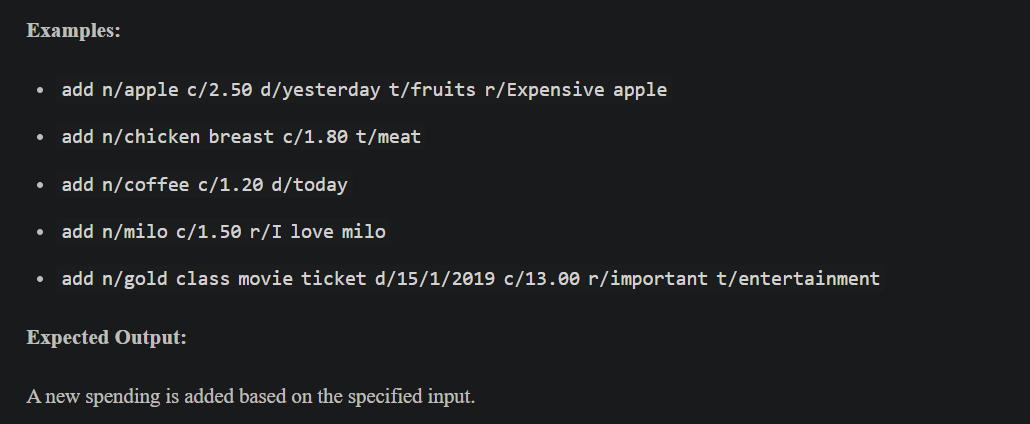 Examples:
• add n/apple c/2.50 d/yesterday t/fruits r/Expensive apple
• add n/chicken breast c/1.80 t/meat
• add n/coffee c/1.20 d/today
• add n/milo c/1.50 r/I love milo
• add n/gold class movie ticket d/15/1/2019 c/13.00 r/important t/entertainment
Expected Output:
A new spending is added based on the specified input.